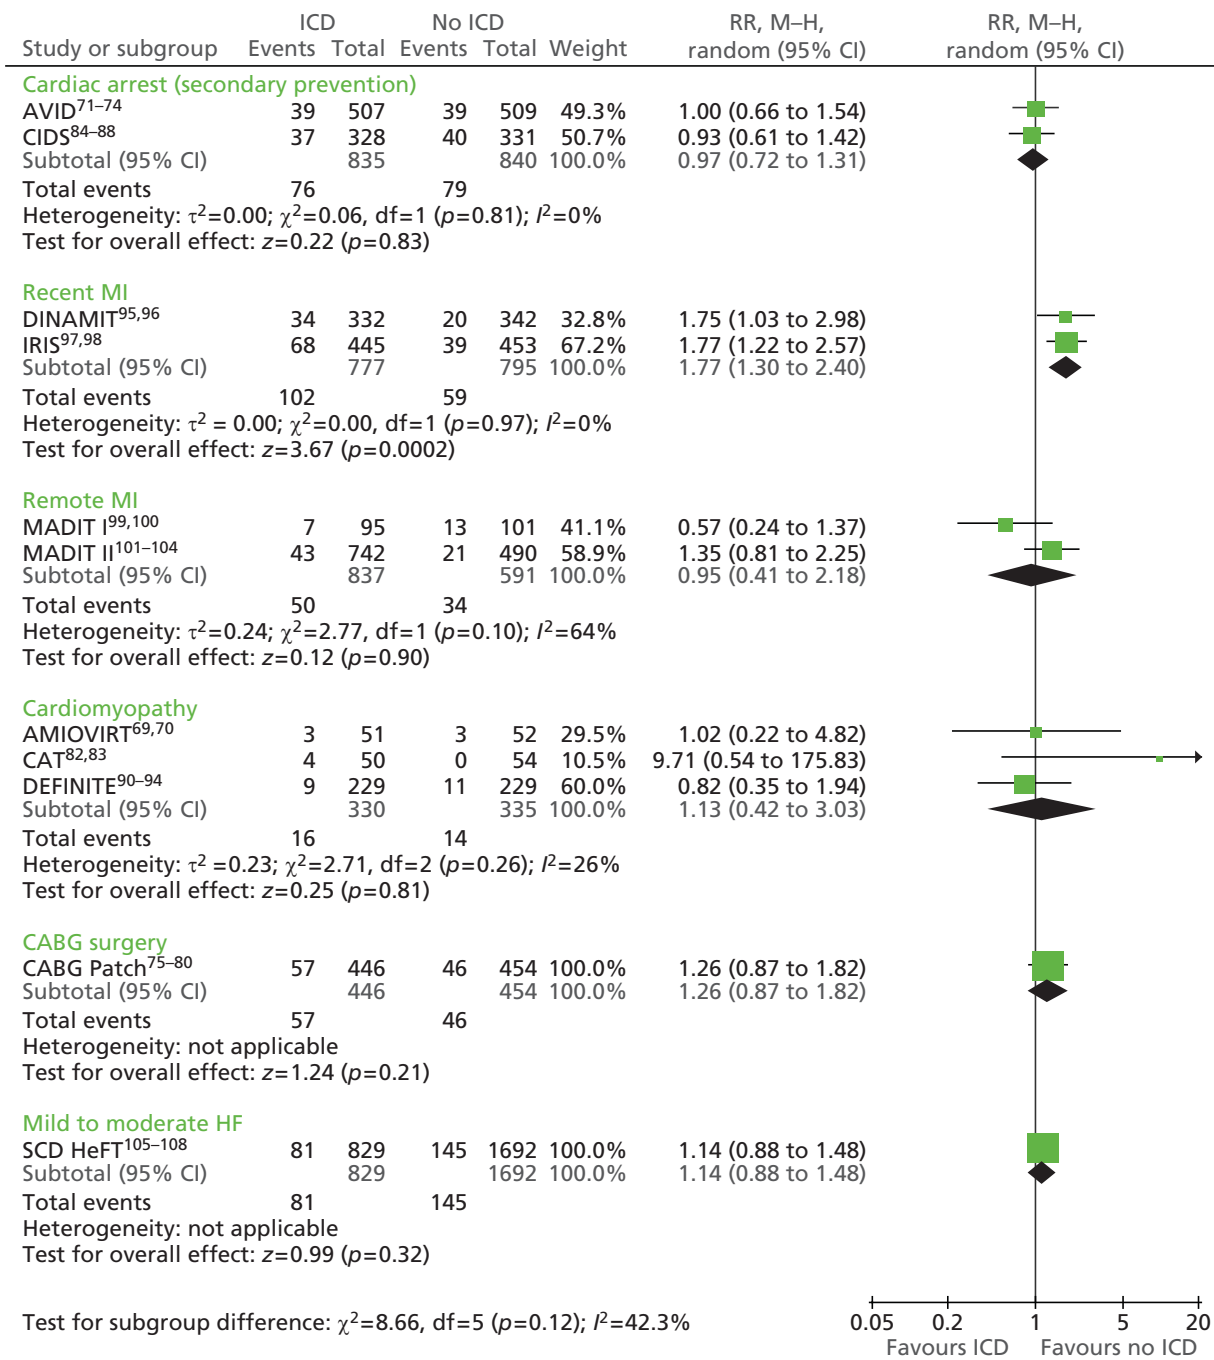 ICD No ICD RR, M–H, RR, M–H,
Study or subgroup Events Total Events Total Weight random (95% CI) random (95% CI)
Cardiac arrest (secondary prevention)
AVID71–74 39 507 39 509 49.3% 1.00 (0.66 to 1.54)
CIDS84–88 37 328 40 331 50.7% 0.93 (0.61 to 1.42)
Subtotal (95% CI) 835 840 100.0% 0.97 (0.72 to 1.31)
Total events 76 79
Heterogeneity: τ2=0.00; χ2=0.06, df=1 (p=0.81); I2=0%
Test for overall effect: z=0.22 (p=0.83)
Recent MI
DINAMIT95,96 34 332 20 342 32.8% 1.75 (1.03 to 2.98)
IRIS97,98 68 445 39 453 67.2% 1.77 (1.22 to 2.57)
Subtotal (95% CI) 777 795 100.0% 1.77 (1.30 to 2.40)
Total events 102 59
Heterogeneity: τ2 = 0.00; χ2=0.00, df=1 (p=0.97); I2=0%
Test for overall effect: z=3.67 (p=0.0002)
Remote MI
MADIT I99,100 7 95 13 101 41.1% 0.57 (0.24 to 1.37)
MADIT II101–104 43 742 21 490 58.9% 1.35 (0.81 to 2.25)
Subtotal (95% CI) 837 591 100.0% 0.95 (0.41 to 2.18)
Total events 50 34
Heterogeneity: τ2=0.24; χ2=2.77, df=1 (p=0.10); I2=64%
Test for overall effect: z=0.12 (p=0.90)
Cardiomyopathy
AMIOVIRT69,70 3 51 3 52 29.5% 1.02 (0.22 to 4.82)
CAT82,83 4 50 0 54 10.5% 9.71 (0.54 to 175.83)
DEFINITE90–94 9 229 11 229 60.0% 0.82 (0.35 to 1.94)
Subtotal (95% CI) 330 335 100.0% 1.13 (0.42 to 3.03)
Total events 16 14
Heterogeneity: τ2 =0.23; χ2=2.71, df=2 (p=0.26); I2=26%
Test for overall effect: z=0.25 (p=0.81)
CABG surgery
CABG Patch75–80 57 446 46 454 100.0% 1.26 (0.87 to 1.82)
Subtotal (95% CI) 446 454 100.0% 1.26 (0.87 to 1.82)
Total events 57 46
Heterogeneity: not applicable
Test for overall effect: z=1.24 (p=0.21)
Mild to moderate HF
SCD HeFT105–108 81 829 145 1692 100.0% 1.14 (0.88 to 1.48)
Subtotal (95% CI) 829 1692 100.0% 1.14 (0.88 to 1.48)
Total events 81 145
Heterogeneity: not applicable
Test for overall effect: z=0.99 (p=0.32)
Test for subgroup difference: χ2=8.66, df=5 (p=0.12); I2=42.3% 0.05 0.2 1 5 20
Favours ICD Favours no ICD